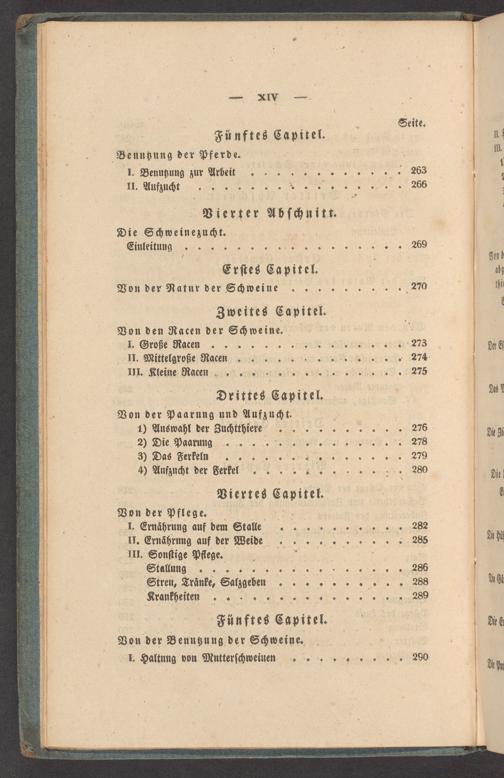 — XIV —
Seite.
Fünftes Capitel.
Benutzung der Pferde.
I. Benutzung zur Arbeit . . . . . . . . . . 263
II. Aufzucht . . . . . . . . . . . . . . 266
Vierter Abschnitt.
Die Schweinezucht.
Einleitung . . . . . . . . . . . . . . . 269
Erstes Capitel.
Von der Natur der Schweine . . . . . . . . . 270
Zweites Capitel.
Von den Racen der Schweine.
I. Große Racen . . . . . . . . . . . . . 273
II. Mittelgroße Racen . . . . . . . . . . . 274
III. Kleine Racen . . . . . . . . . . . . . 275
Drittes Capitel.
Von der Paarung und Aufzucht.
1) Auswahl der Zuchtthiere . . . . . . . . . 276
2) Die Paarung . . . . . . . . . . . . . 278
3) Das Ferkeln . . . . . . . . . . . . . 279
4) Aufzucht der Ferkel . . . . . . . . . . . 280
Viertes Capitel.
Von der Pflege.
I. Ernährung auf dem Stalle . . . . . . . . 282
II. Ernährung auf der Weide . . . . . . . . . 285
III. Sonstige Pflege.
Stallung . . . . . . . . . . . . . . 286
Streu, Tränke, Salzgeben . . . . . . . . . 288
Krankheiten . . . . . . . . . . . . . 289
Fünftes Capitel.
Von der Benutzung der Schweine.
I. Haltung von Mutterschweinen . . . . . . . . 290